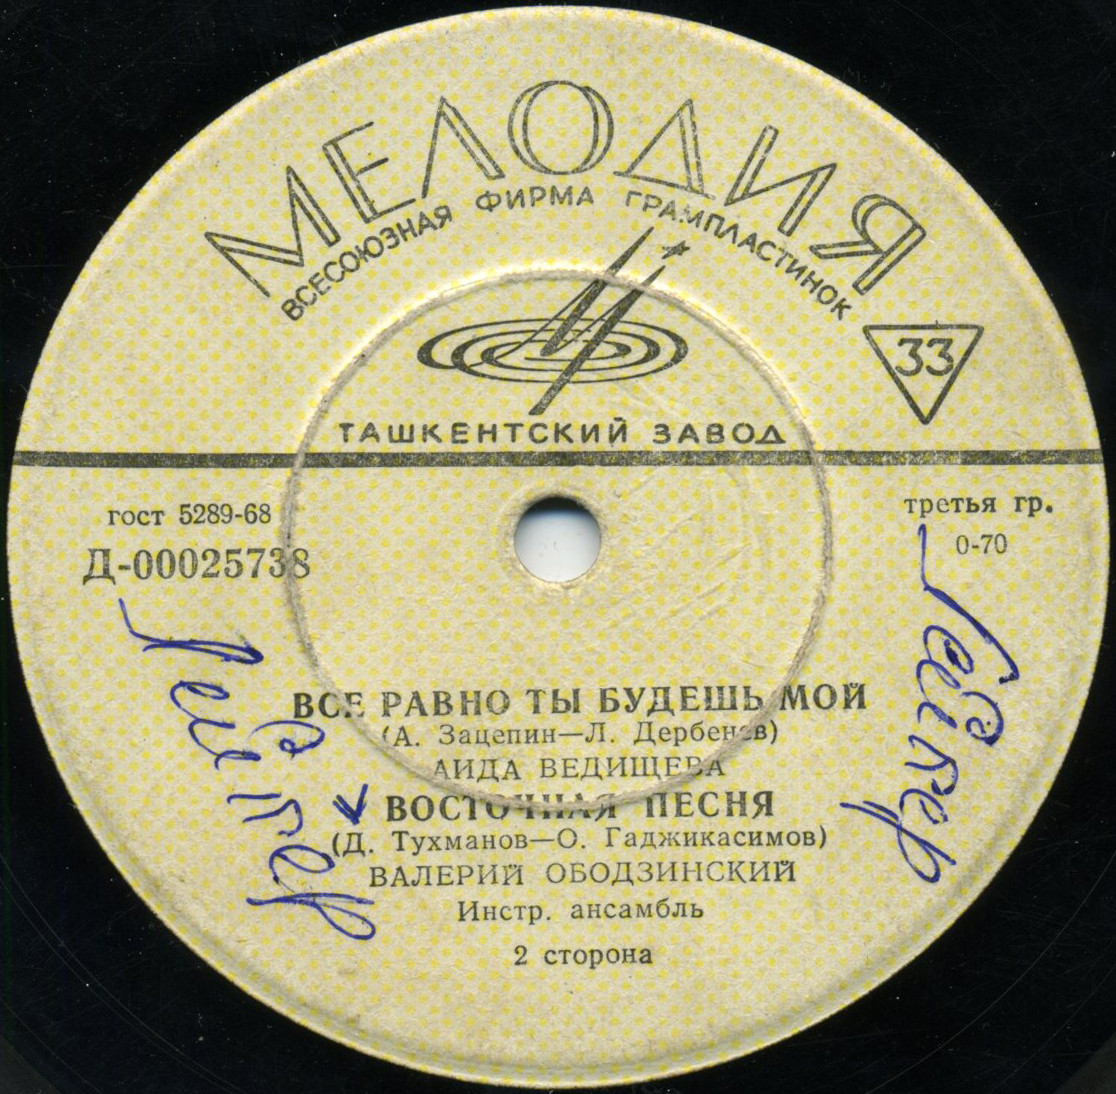 МЕЛОДИЯ
ВСЕСОЮЗНАЯ ФИРМА ГРАМПЛАСТИНОК
33
ТАШКЕНТСКИЙ ЗАВОД
гост 5289-68
третья гр.
Д-00025738
0-70
ВСЕ РАВНО ТЫ БУДЕШЬ МОЙ
(А. Зацепин—Л. Дербенев)
АИДА ВЕДИЩЕВА
ВОСТОЧНАЯ ПЕСНЯ
(Д. Тухманов—О. Гаджикасимов)
ВАЛЕРИЙ ОБОДЗИНСКИЙ
Инстр. ансамбль
2 сторона